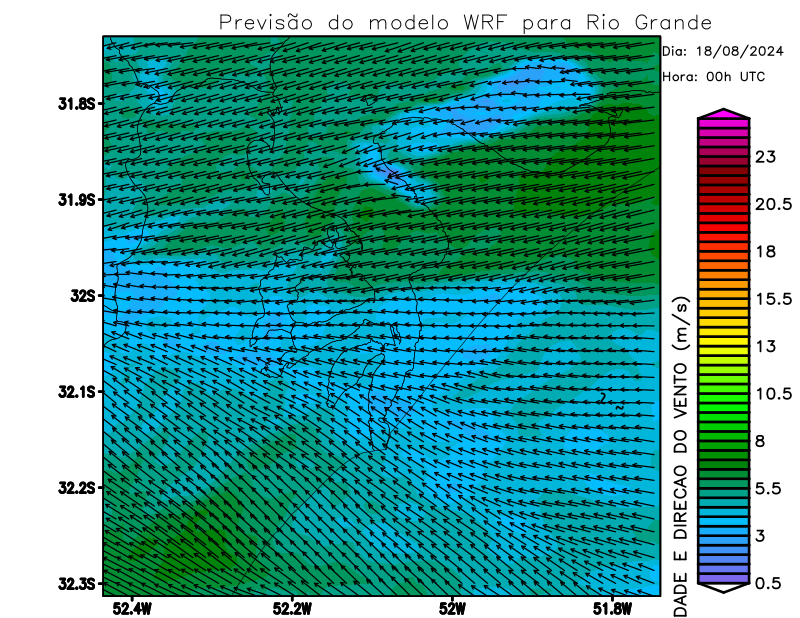 Previsão do modelo WRF para Rio Grande
Dia: 18/08/2024
Hora: 00h UTC
31.8S
31.9S
32S
32.1S
32.2S
32.3S
52.4W
52.2W
52W
51.8W
23
20.5
18
15.5
13
10.5
8
5.5
3
0.5
DADE E DIRECAO DO VENTO (m/s)